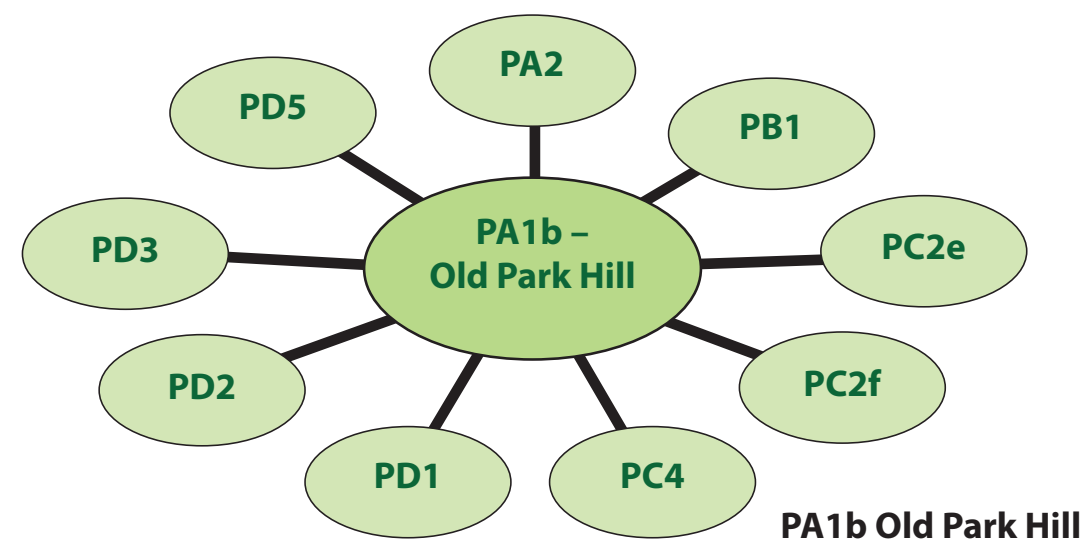 PA2
PD5
PB1
PA1b –
Old Park Hill
PD3
PC2e
PD2
PC2f
PD1
PC4
PA1b Old Park Hill